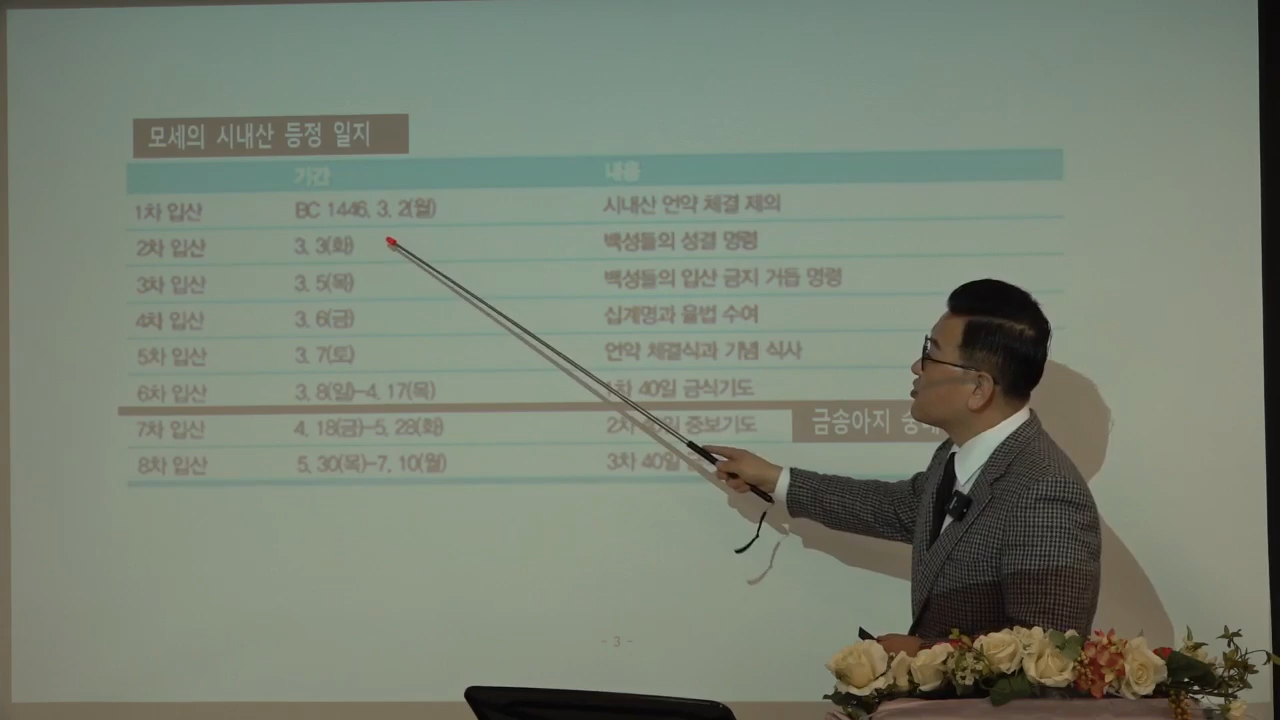 모세의 시내산 등정 일지
기간 내용
1차 입산 BC 1446. 3. 2(월) 시내산 언약 체결 제의
2차 입산 3. 3(화) 백성들의 성결 명령
3차 입산 3. 5(목) 백성들의 입산 금지 거듭 명령
4차 입산 3. 6(금) 십계명과 율법 수여
5차 입산 3. 7(토) 언약 체결식과 기념 식사
6차 입산 3. 8(일)-4. 17(목) 1차 40일 금식기도
7차 입산 4. 18(금)-5. 28(화) 2차 40일 중보기도 금송아지
8차 입산 5. 30(목)-7. 10(월) 3차 40일
- 3 -